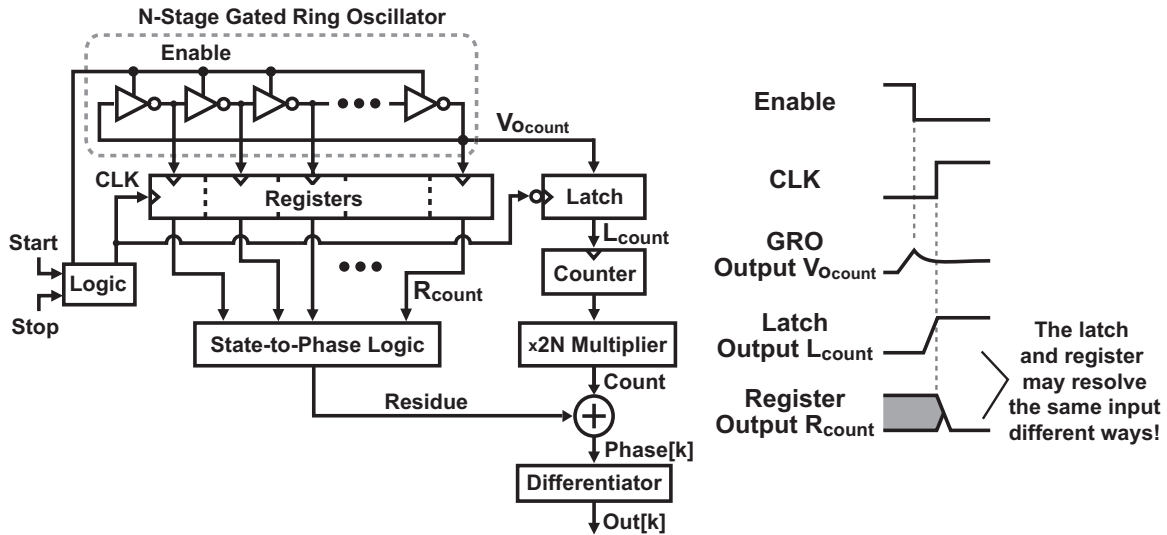 N-Stage Gated Ring Oscillator
Enable
Vocount
CLK
Registers
Latch
Start
Logic
Stop
Lcount
Counter
Rcount
State-to-Phase Logic
x2N Multiplier
Count
Residue
+
Phase[k]
Differentiator
Out[k]
Enable
CLK
GRO
Output Vocount
Latch
Output Lcount
Register
Output Rcount
The latch
and register
may resolve
the same input
different ways!